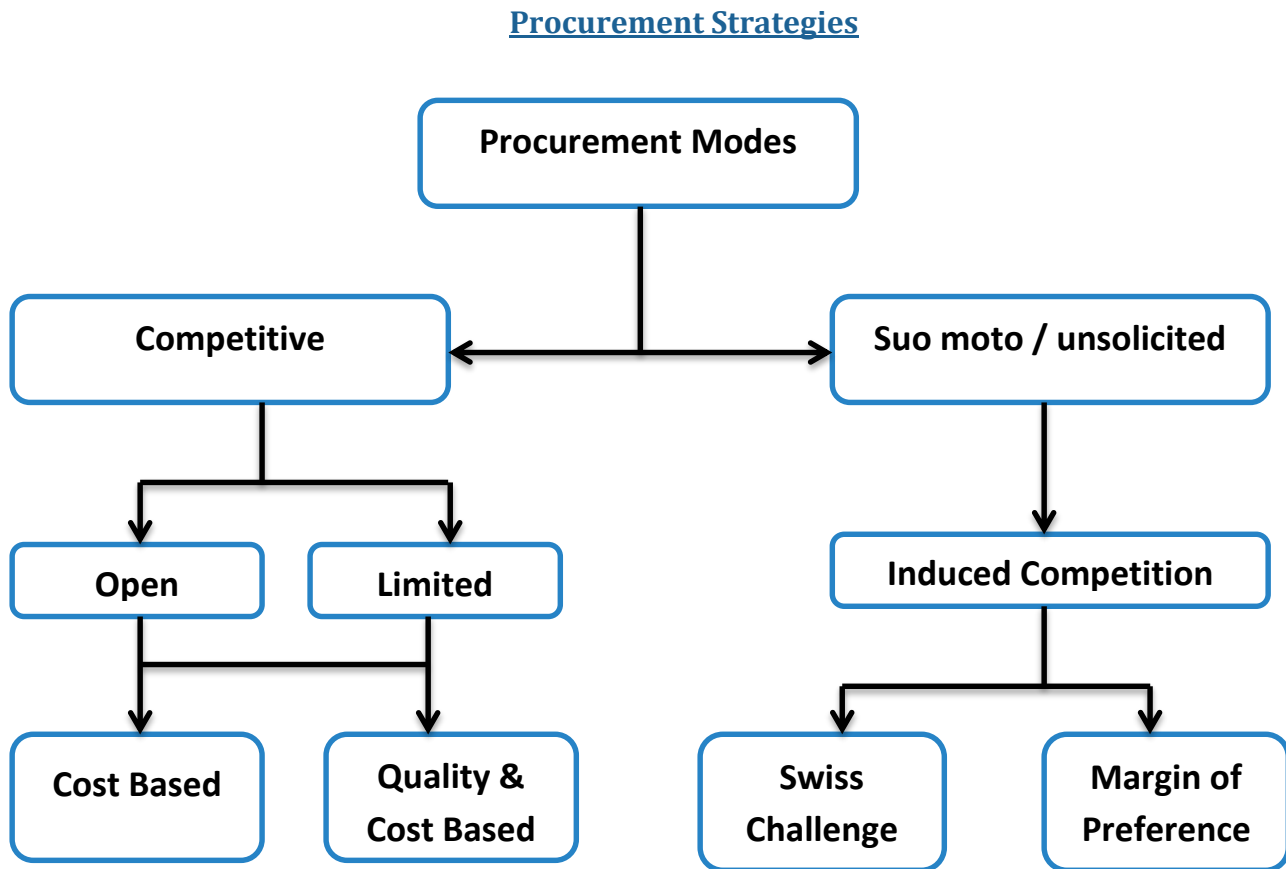 Procurement Strategies
Procurement Modes
Competitive
Suo moto / unsolicited
Open
Limited
Induced Competition
Cost Based
Quality &
Cost Based
Swiss
Challenge
Margin of
Preference